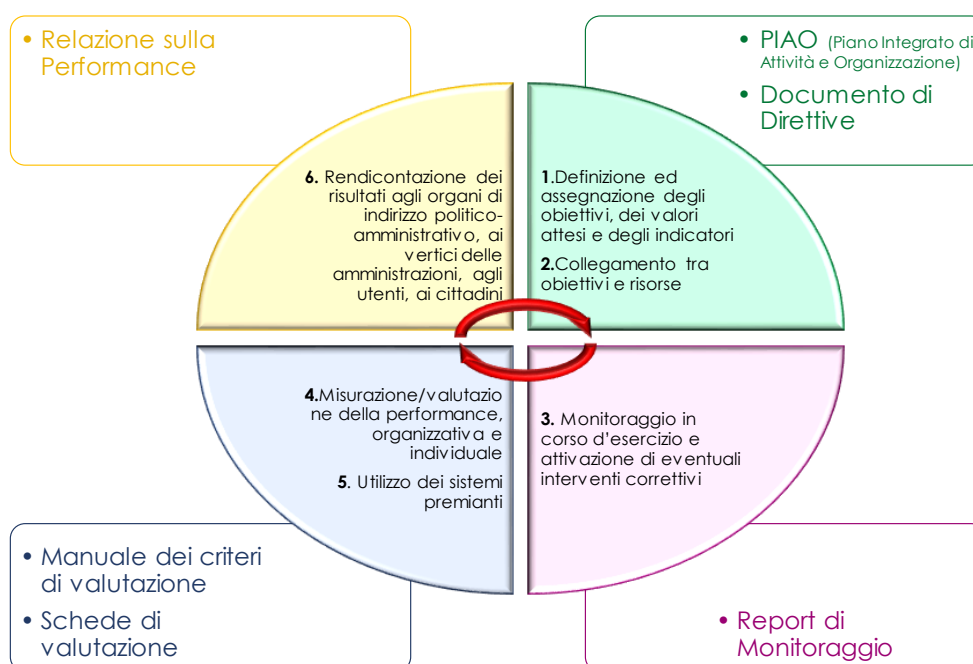 • Relazione sulla
Performance
• PIAO (Piano Integrato di
Attività e Organizzazione)
• Documento di
Direttive
6. Rendicontazione dei
risultati agli organi di
indirizzo politico-
amministrativo, ai
vertici delle
amministrazioni, agli
utenti, ai cittadini
1.Definizione ed
assegnazione degli
obiettivi, dei valori
attesi e degli indicatori
2.Collegamento tra
obiettivi e risorse
4.Misurazione/valutazio
ne della performance,
organizzativa e
individuale
5. Utilizzo dei sistemi
premianti
3. Monitoraggio in
corso d’esercizio e
attivazione di eventuali
interventi correttivi
• Manuale dei criteri
di valutazione
• Schede di
valutazione
• Report di
Monitoraggio